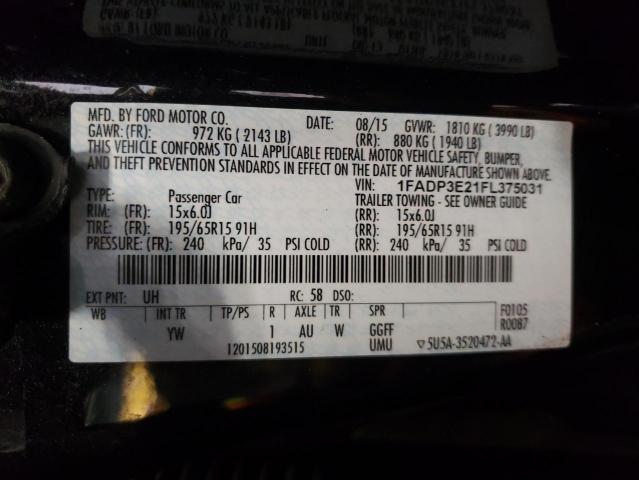 MFD. BY FORD MOTOR CO.
DATE: 08/15 GVWR: 1810 KG ( 3990 LB)
GAWR: (FR): 972 KG ( 2143 LB) (RR): 880 KG ( 1940 LB)
THIS VEHICLE CONFORMS TO ALL APPLICABLE FEDERAL MOTOR VEHICLE SAFETY, BUMPER,
AND THEFT PREVENTION STANDARDS IN EFFECT ON THE DATE OF MANUFACTURE SHOWN ABOVE.
VIN: 1FADP3E21FL375031
TYPE: Passenger Car TRAILER TOWING - SEE OWNER GUIDE
RIM: (FR): 15x6.0J (RR): 15x6.0J
TIRE: (FR): 195/65R15 91H (RR): 195/65R15 91H
PRESSURE: (FR): 240 kPa/ 35 PSI COLD (RR): 240 kPa/ 35 PSI COLD
EXT PNT: UH RC: 58 DSO:
WB INT TR TP/PS R AXLE TR SPR F0105
R0087
YW 1 AU W GGFF
1201508193515 UMU ▽5U5A-3520472-AA